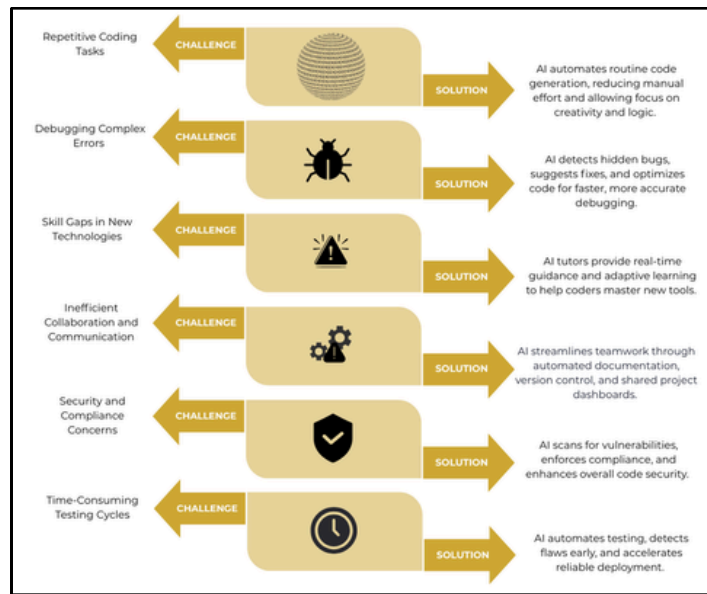 Repetitive Coding
Tasks
CHALLENGE
SOLUTION
AI automates routine code
generation, reducing manual
effort and allowing focus on
creativity and logic.
Debugging Complex
Errors
CHALLENGE
SOLUTION
AI detects hidden bugs,
suggests fixes, and optimizes
code for faster, more accurate
debugging.
Skill Gaps in New
Technologies
CHALLENGE
SOLUTION
AI tutors provide real-time
guidance and adaptive learning
to help coders master new tools.
Inefficient
Collaboration and
Communication
CHALLENGE
SOLUTION
AI streamlines teamwork through
automated documentation,
version control, and shared project
dashboards.
Security and
Compliance
Concerns
CHALLENGE
SOLUTION
AI scans for vulnerabilities,
enforces compliance, and
enhances overall code security.
Time-Consuming
Testing Cycles
CHALLENGE
SOLUTION
AI automates testing, detects
flaws early, and accelerates
reliable deployment.